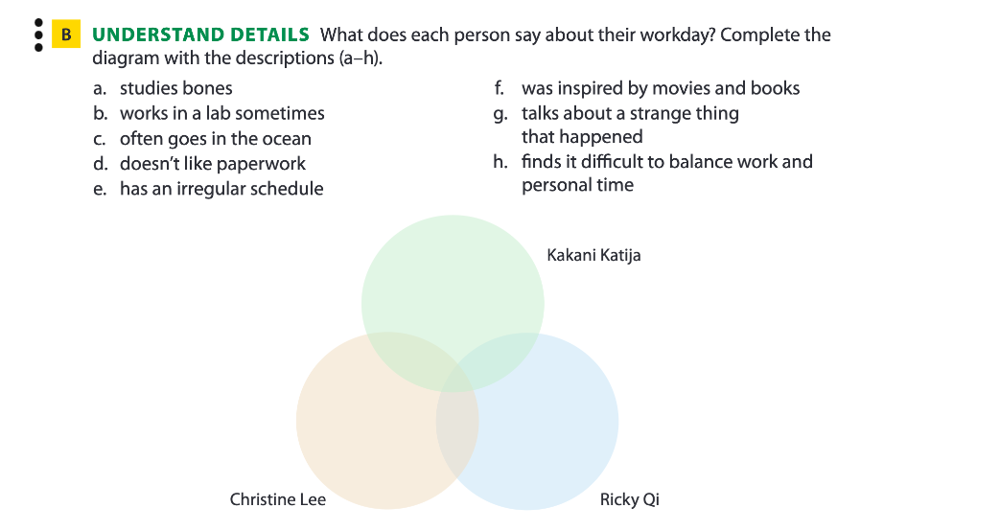 B UNDERSTAND DETAILS What does each person say about their workday? Complete the
diagram with the descriptions (a–h).
a. studies bones
b. works in a lab sometimes
c. often goes in the ocean
d. doesn’t like paperwork
e. has an irregular schedule
f. was inspired by movies and books
g. talks about a strange thing
that happened
h. finds it difficult to balance work and
personal time
Kakani Katija
Christine Lee
Ricky Qi